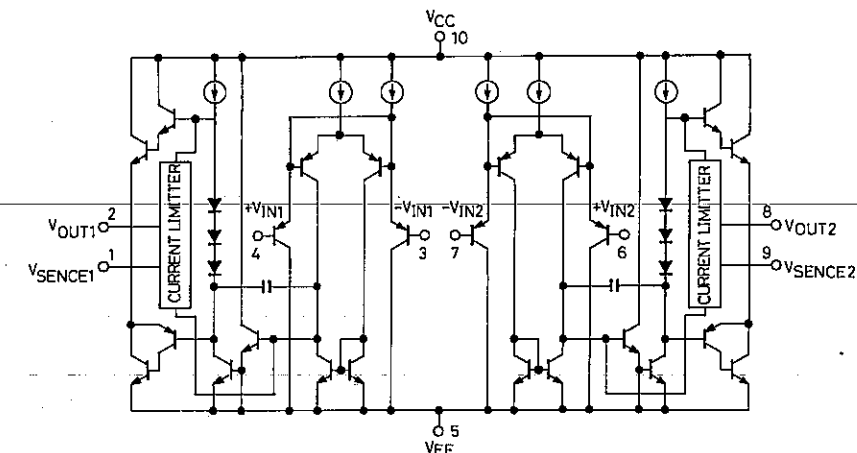 VCC
10
+VIN1
-VIN1
-VIN2
+VIN2
2
VOUT1
4
3
7
6
8
VOUT2
1
VSENCE1
CURRENT LIMITTER
CURRENT LIMITTER
9
VSENCE2
5
VEE